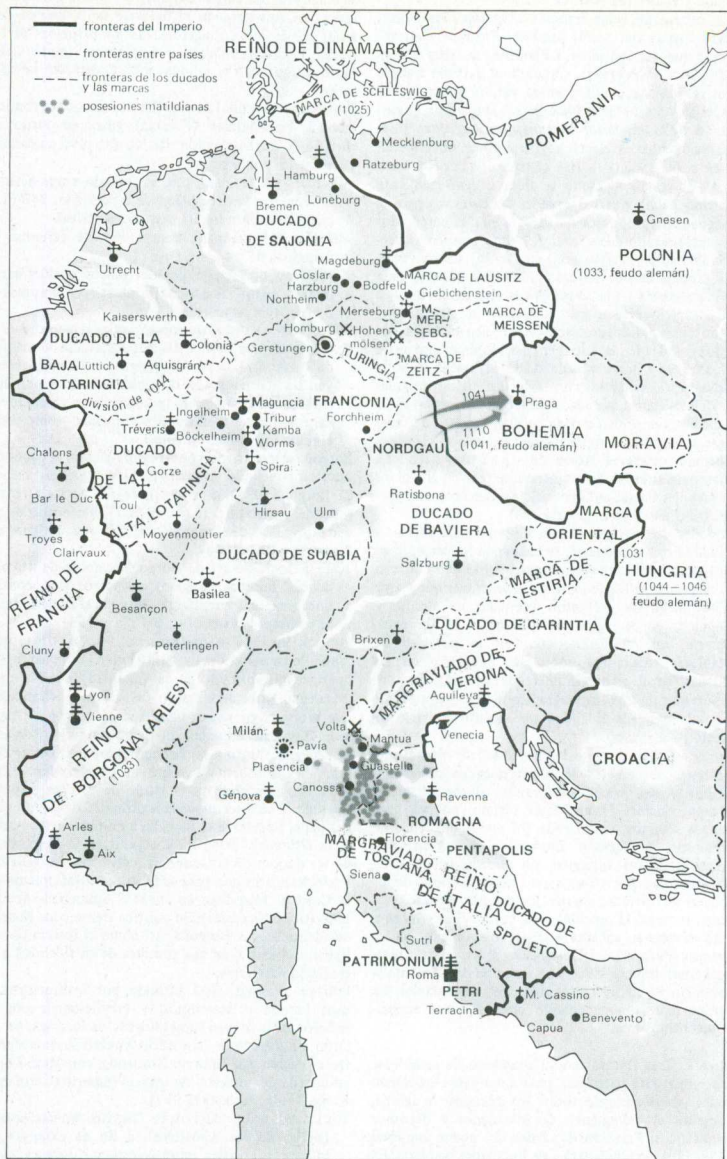 fronteras del Imperio
fronteras entre países
fronteras de los ducados
y las marcas
posesiones matildianas
REINO DE DINAMARCA
MARCA DE SCHLESWIG
(1025)
POMERANIA
Mecklenburg
Ratzeburg
Hamburg
Lüneburg
Bremen
DUCADO
DE SAJONIA
Gnesen
POLONIA
(1033, feudo alemán)
Utrecht
Magdeburg
MARCA DE LAUSITZ
Goslar
Harzburg
Bodfeld
Giebichenstein
Northeim
Merseburg
M.
MER-
SEBG.
MARCA DE
MEISSEN
Kaiserswerth
Homburg
Hohen
mölsen
DUCADO DE LA
Colonia
Gerstungen
TURINGIA
MARCA DE
ZEITZ
BAJA
Lüttich
Aquisgrán
LOTARINGIA
división de 1044
Maguncia
FRANCONIA
Ingelheim
Tribur
Forchheim
Tréveris
Kamba
Böckelheim
Worms
1041
Praga
1110
BOHEMIA
(1041, feudo alemán)
MORAVIA
NORDGAU
Chalons
DUCADO
Gorze
Spira
DE LA
Bar le Duc
Toul
ALTA LOTARINGIA
Hirsau
Ulm
Ratisbona
DUCADO
DE BAVIERA
MARCA
ORIENTAL
Troyes
Clairvaux
Moyenmoutier
DUCADO DE SUABIA
Salzburg
1031
MARCA DE
ESTIRIA
HUNGRIA
(1044–1046
feudo alemán)
REINO DE
FRANCIA
Besançon
Basilea
DUCADO DE CARINTIA
Cluny
Peterlingen
Brixen
MARGRAVIADO DE
VERONA
Aquileya
Lyon
Vienne
REINO
DE BORGOÑA (ARLES)
(1033)
Milán
Volta
Venecia
Pavía
Mantua
CROACIA
Plasencia
Guastella
Génova
Canossa
Ravenna
ROMAGNA
Arles
Aix
Florencia
MARGRAVIADO
DE TOSCANA
PENTAPOLIS
Siena
REINO
DE ITALIA
DUCADO DE
SPOLETO
Sutri
PATRIMONIUM
Roma
PETRI
Terracina
M. Cassino
Capua
Benevento